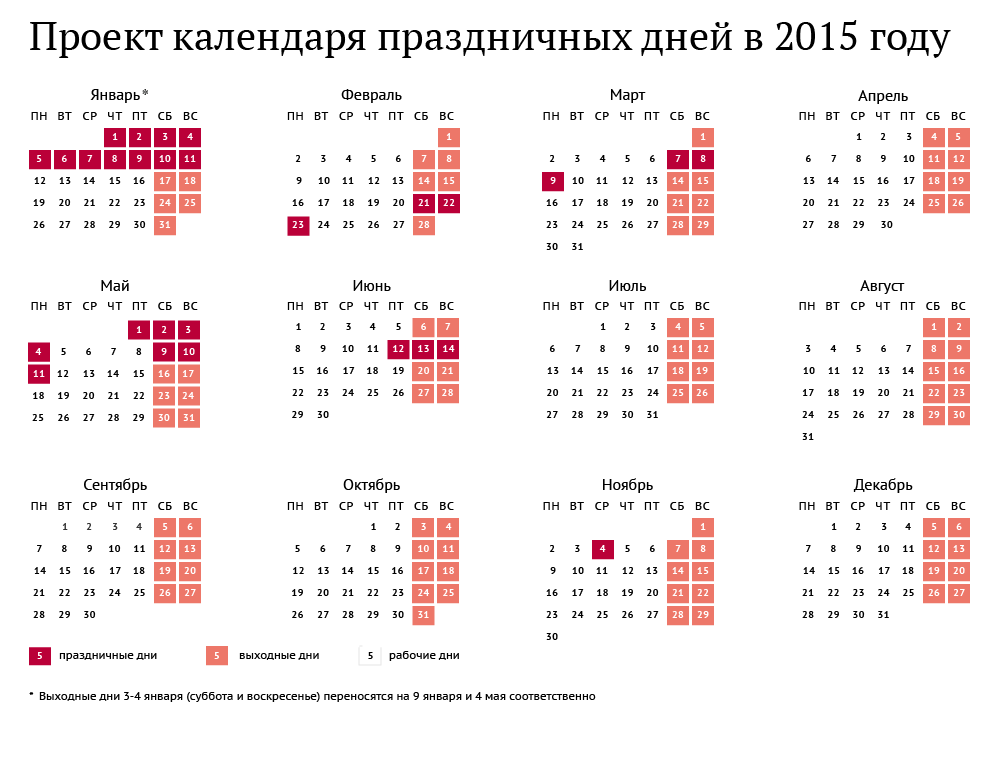 Проект календаря праздничных дней в 2015 году
Январь* Февраль Март Апрель
ПН ВТ СР ЧТ ПТ СБ ВС ПН ВТ СР ЧТ ПТ СБ ВС ПН ВТ СР ЧТ ПТ СБ ВС ПН ВТ СР ЧТ ПТ СБ ВС
1 2 3 4 1 1 1 2 3 4 5
5 6 7 8 9 10 11 2 3 4 5 6 7 8 2 3 4 5 6 7 8 6 7 8 9 10 11 12
12 13 14 15 16 17 18 9 10 11 12 13 14 15 9 10 11 12 13 14 15 13 14 15 16 17 18 19
19 20 21 22 23 24 25 16 17 18 19 20 21 22 16 17 18 19 20 21 22 20 21 22 23 24 25 26
26 27 28 29 30 31 23 24 25 26 27 28 23 24 25 26 27 28 29 27 28 29 30
30 31
Май Июнь Июль Август
ПН ВТ СР ЧТ ПТ СБ ВС ПН ВТ СР ЧТ ПТ СБ ВС ПН ВТ СР ЧТ ПТ СБ ВС ПН ВТ СР ЧТ ПТ СБ ВС
1 2 3 1 2 3 4 5 6 7 1 2 3 4 5 1 2
4 5 6 7 8 9 10 8 9 10 11 12 13 14 6 7 8 9 10 11 12 3 4 5 6 7 8 9
11 12 13 14 15 16 17 15 16 17 18 19 20 21 13 14 15 16 17 18 19 10 11 12 13 14 15 16
18 19 20 21 22 23 24 22 23 24 25 26 27 28 20 21 22 23 24 25 26 17 18 19 20 21 22 23
25 26 27 28 29 30 31 29 30 27 28 29 30 31 24 25 26 27 28 29 30
31
Сентябрь Октябрь Ноябрь Декабрь
ПН ВТ СР ЧТ ПТ СБ ВС ПН ВТ СР ЧТ ПТ СБ ВС ПН ВТ СР ЧТ ПТ СБ ВС ПН ВТ СР ЧТ ПТ СБ ВС
1 2 3 4 5 6 1 2 3 4 1 1 2 3 4 5 6
7 8 9 10 11 12 13 5 6 7 8 9 10 11 2 3 4 5 6 7 8 7 8 9 10 11 12 13
14 15 16 17 18 19 20 12 13 14 15 16 17 18 9 10 11 12 13 14 15 14 15 16 17 18 19 20
21 22 23 24 25 26 27 19 20 21 22 23 24 25 16 17 18 19 20 21 22 21 22 23 24 25 26 27
28 29 30 26 27 28 29 30 31 23 24 25 26 27 28 29 28 29 30 31
30
5 праздничные дни 5 выходные дни 5 рабочие дни
* Выходные дни 3-4 января (суббота и воскресенье) переносятся на 9 января и 4 мая соответственно